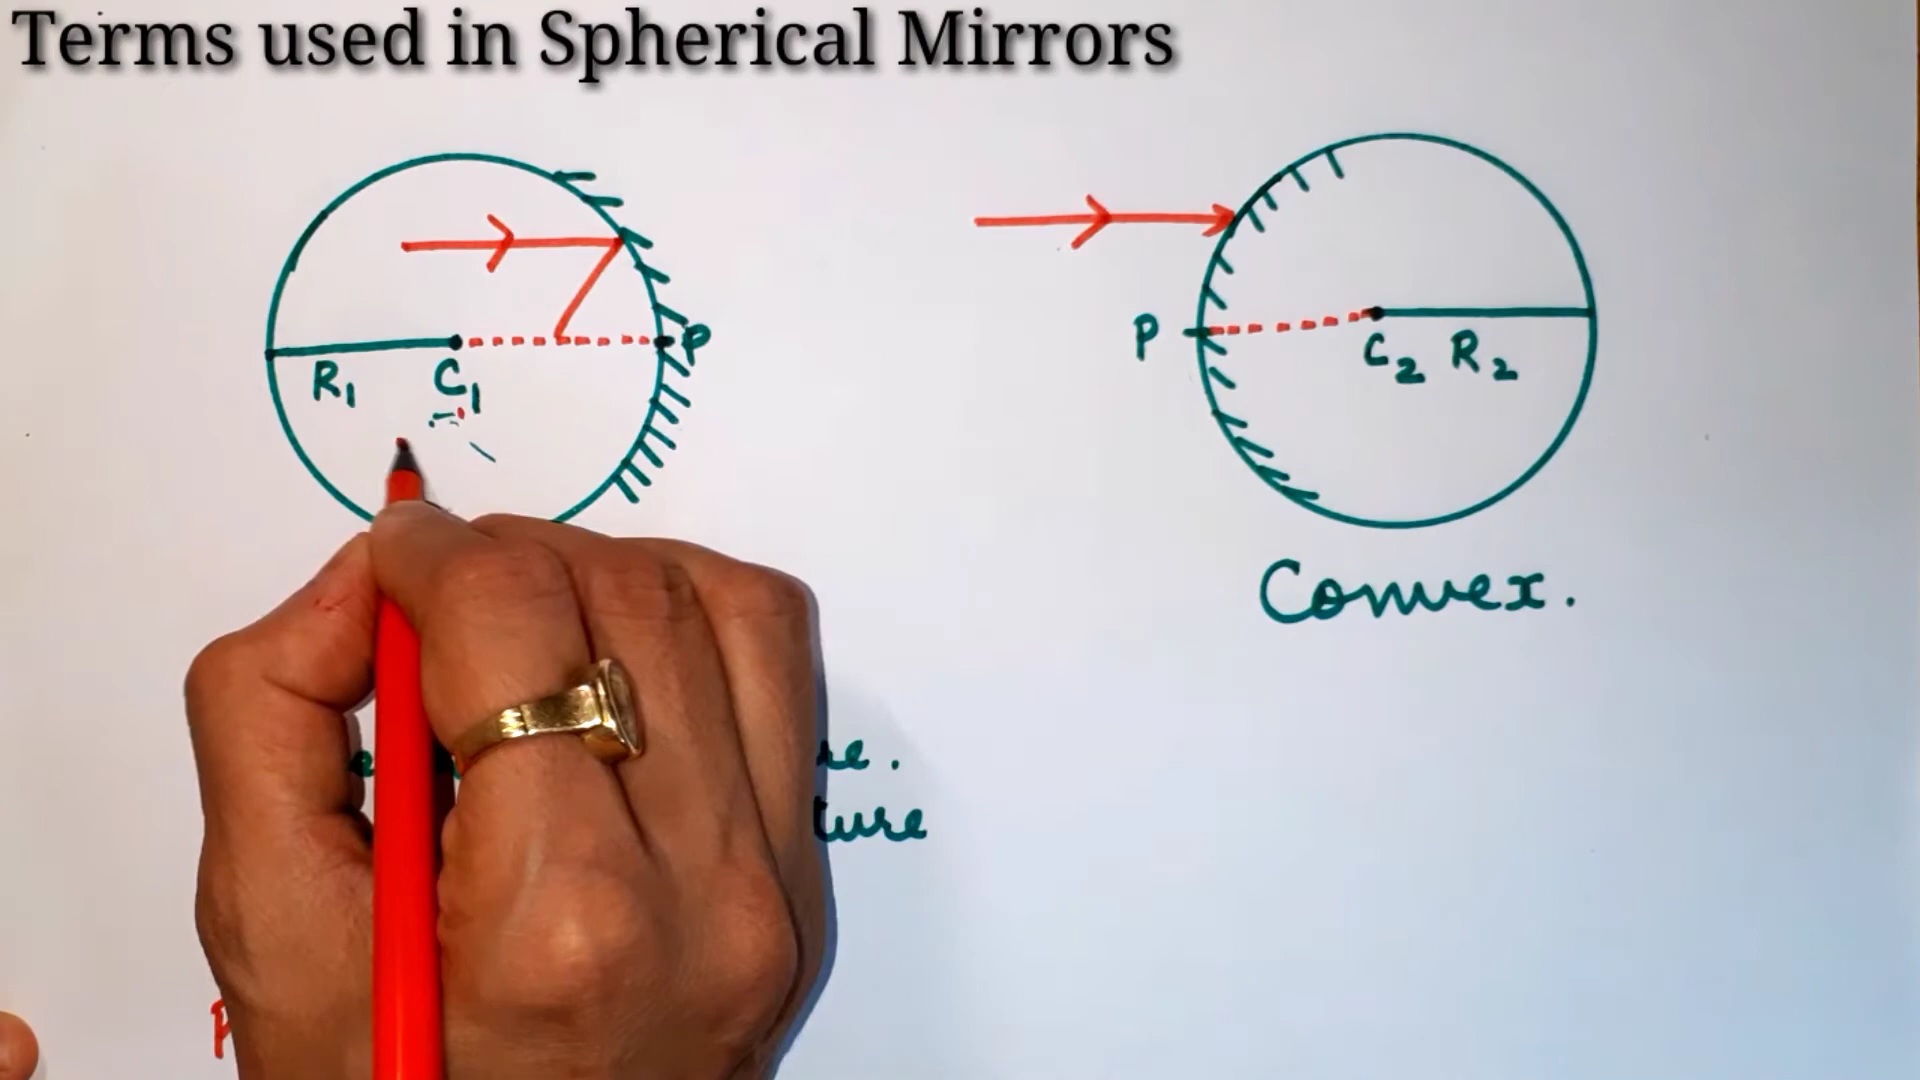 Terms used in Spherical Mirrors
P
R1 C1
P
C2 R2
Convex.